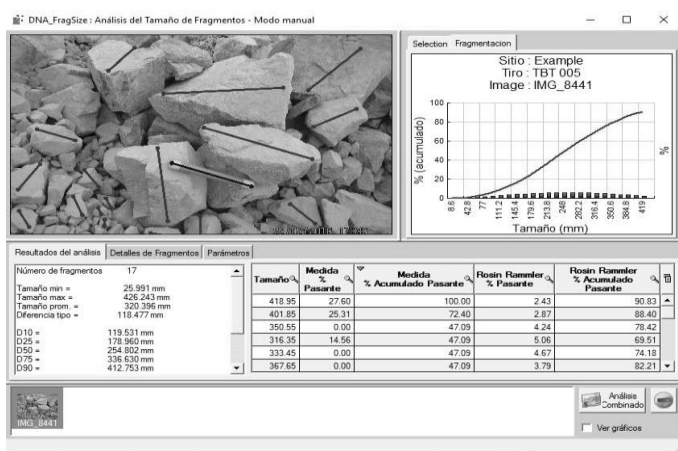 DNA_FragSize : Análisis del Tamaño de Fragmentos - Modo manual
Selection Fragmentacion
Sitio : Example
Tiro : TBT 005
Image : IMG_8441
% (acumulado)
100
80
60
40
20
0
%
8.6 42.8 77 111.2 145.4 179.6 213.8 248 282.2 316.4 350.6 384.8 419
Tamaño (mm)
Resultados del análisis Detalles de Fragmentos Parámetros
Número de fragmentos 17
Tamaño min = 25.991 mm
Tamaño max = 426.243 mm
Tamaño prom. = 320.396 mm
Diferencia tipo = 118.477 mm
D10 = 119.531 mm
D25 = 178.960 mm
D50 = 254.802 mm
D75 = 336.630 mm
D90 = 412.753 mm
Tamaño Medida % Pasante Medida % Acumulado Pasante Rosin Rammler % Pasante Rosin Rammler % Acumulado Pasante
418.95 27.60 100.00 2.43 90.83
401.85 25.31 72.40 2.87 88.40
350.55 0.00 47.09 4.24 78.42
316.35 14.56 47.09 5.06 69.51
333.45 0.00 47.09 4.67 74.18
367.65 0.00 47.09 3.79 82.21
IMG_8441
Análisis
Combinado
Ver gráficos